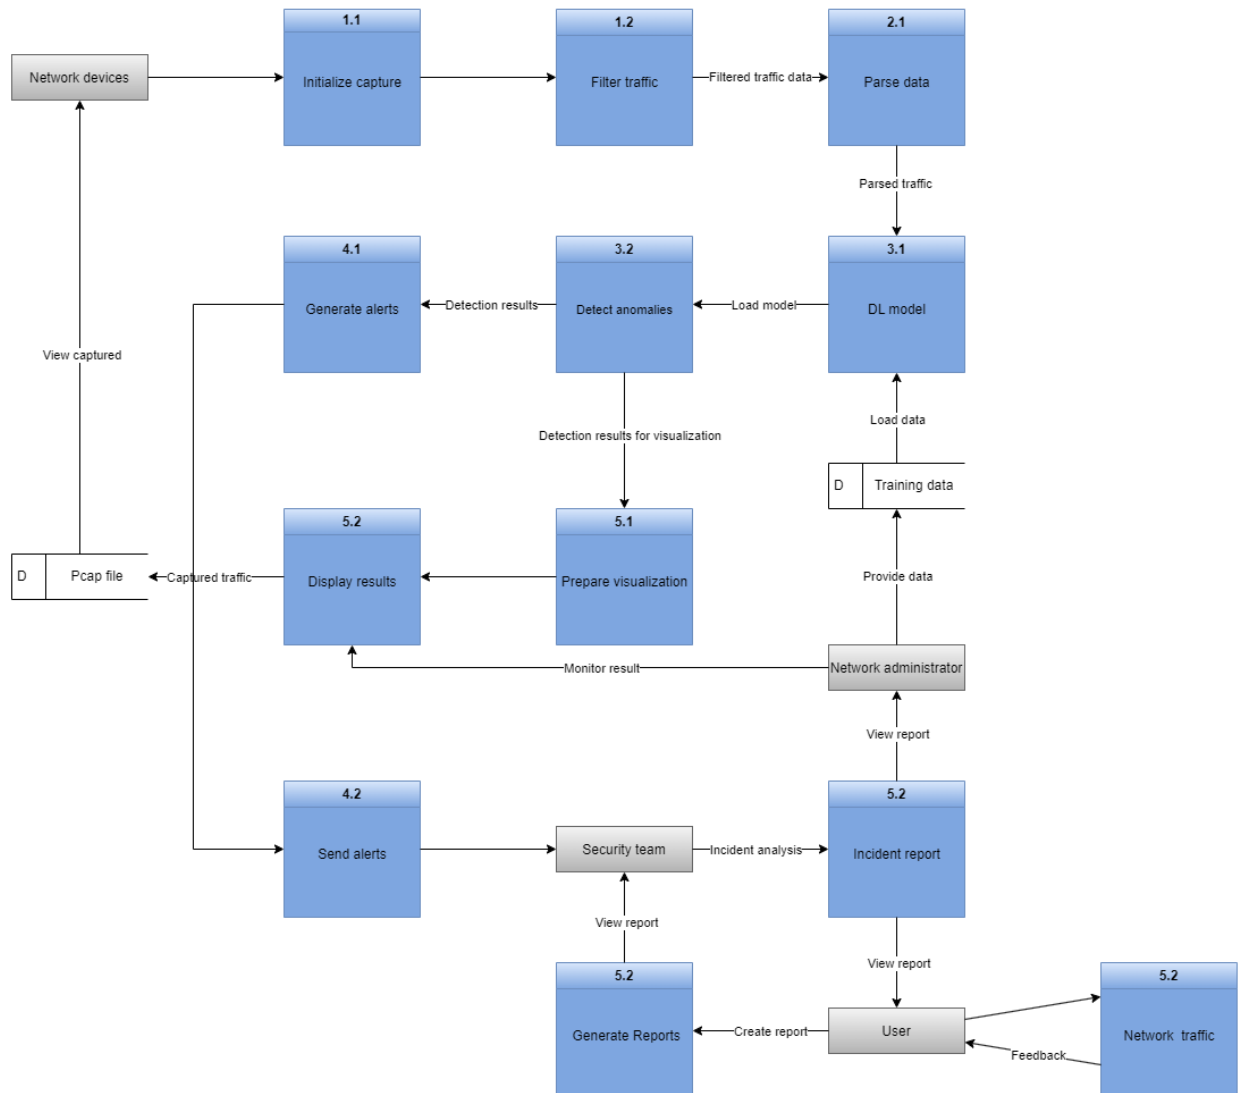 1.1
1.2
2.1
Network devices
Initialize capture
Filter traffic
Filtered traffic data
Parse data
Parsed traffic
4.1
3.2
3.1
Generate alerts
Detection results
Detect anomalies
Load model
DL model
View captured
Load data
Detection results for visualization
D
Training data
5.2
5.1
D
Pcap file
Captured traffic
Display results
Prepare visualization
Provide data
Monitor result
Network administrator
View report
4.2
5.2
Send alerts
Security team
Incident analysis
Incident report
View report
View report
5.2
5.2
Generate Reports
Create report
User
Feedback
Network traffic